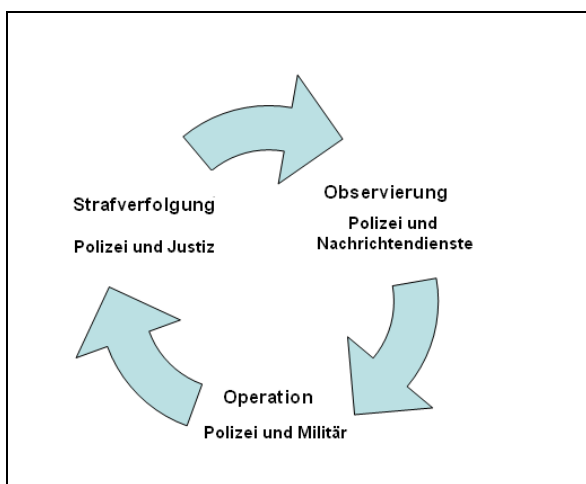 Strafverfolgung
Polizei und Justiz
Observierung
Polizei und
Nachrichtendienste
Operation
Polizei und Militär